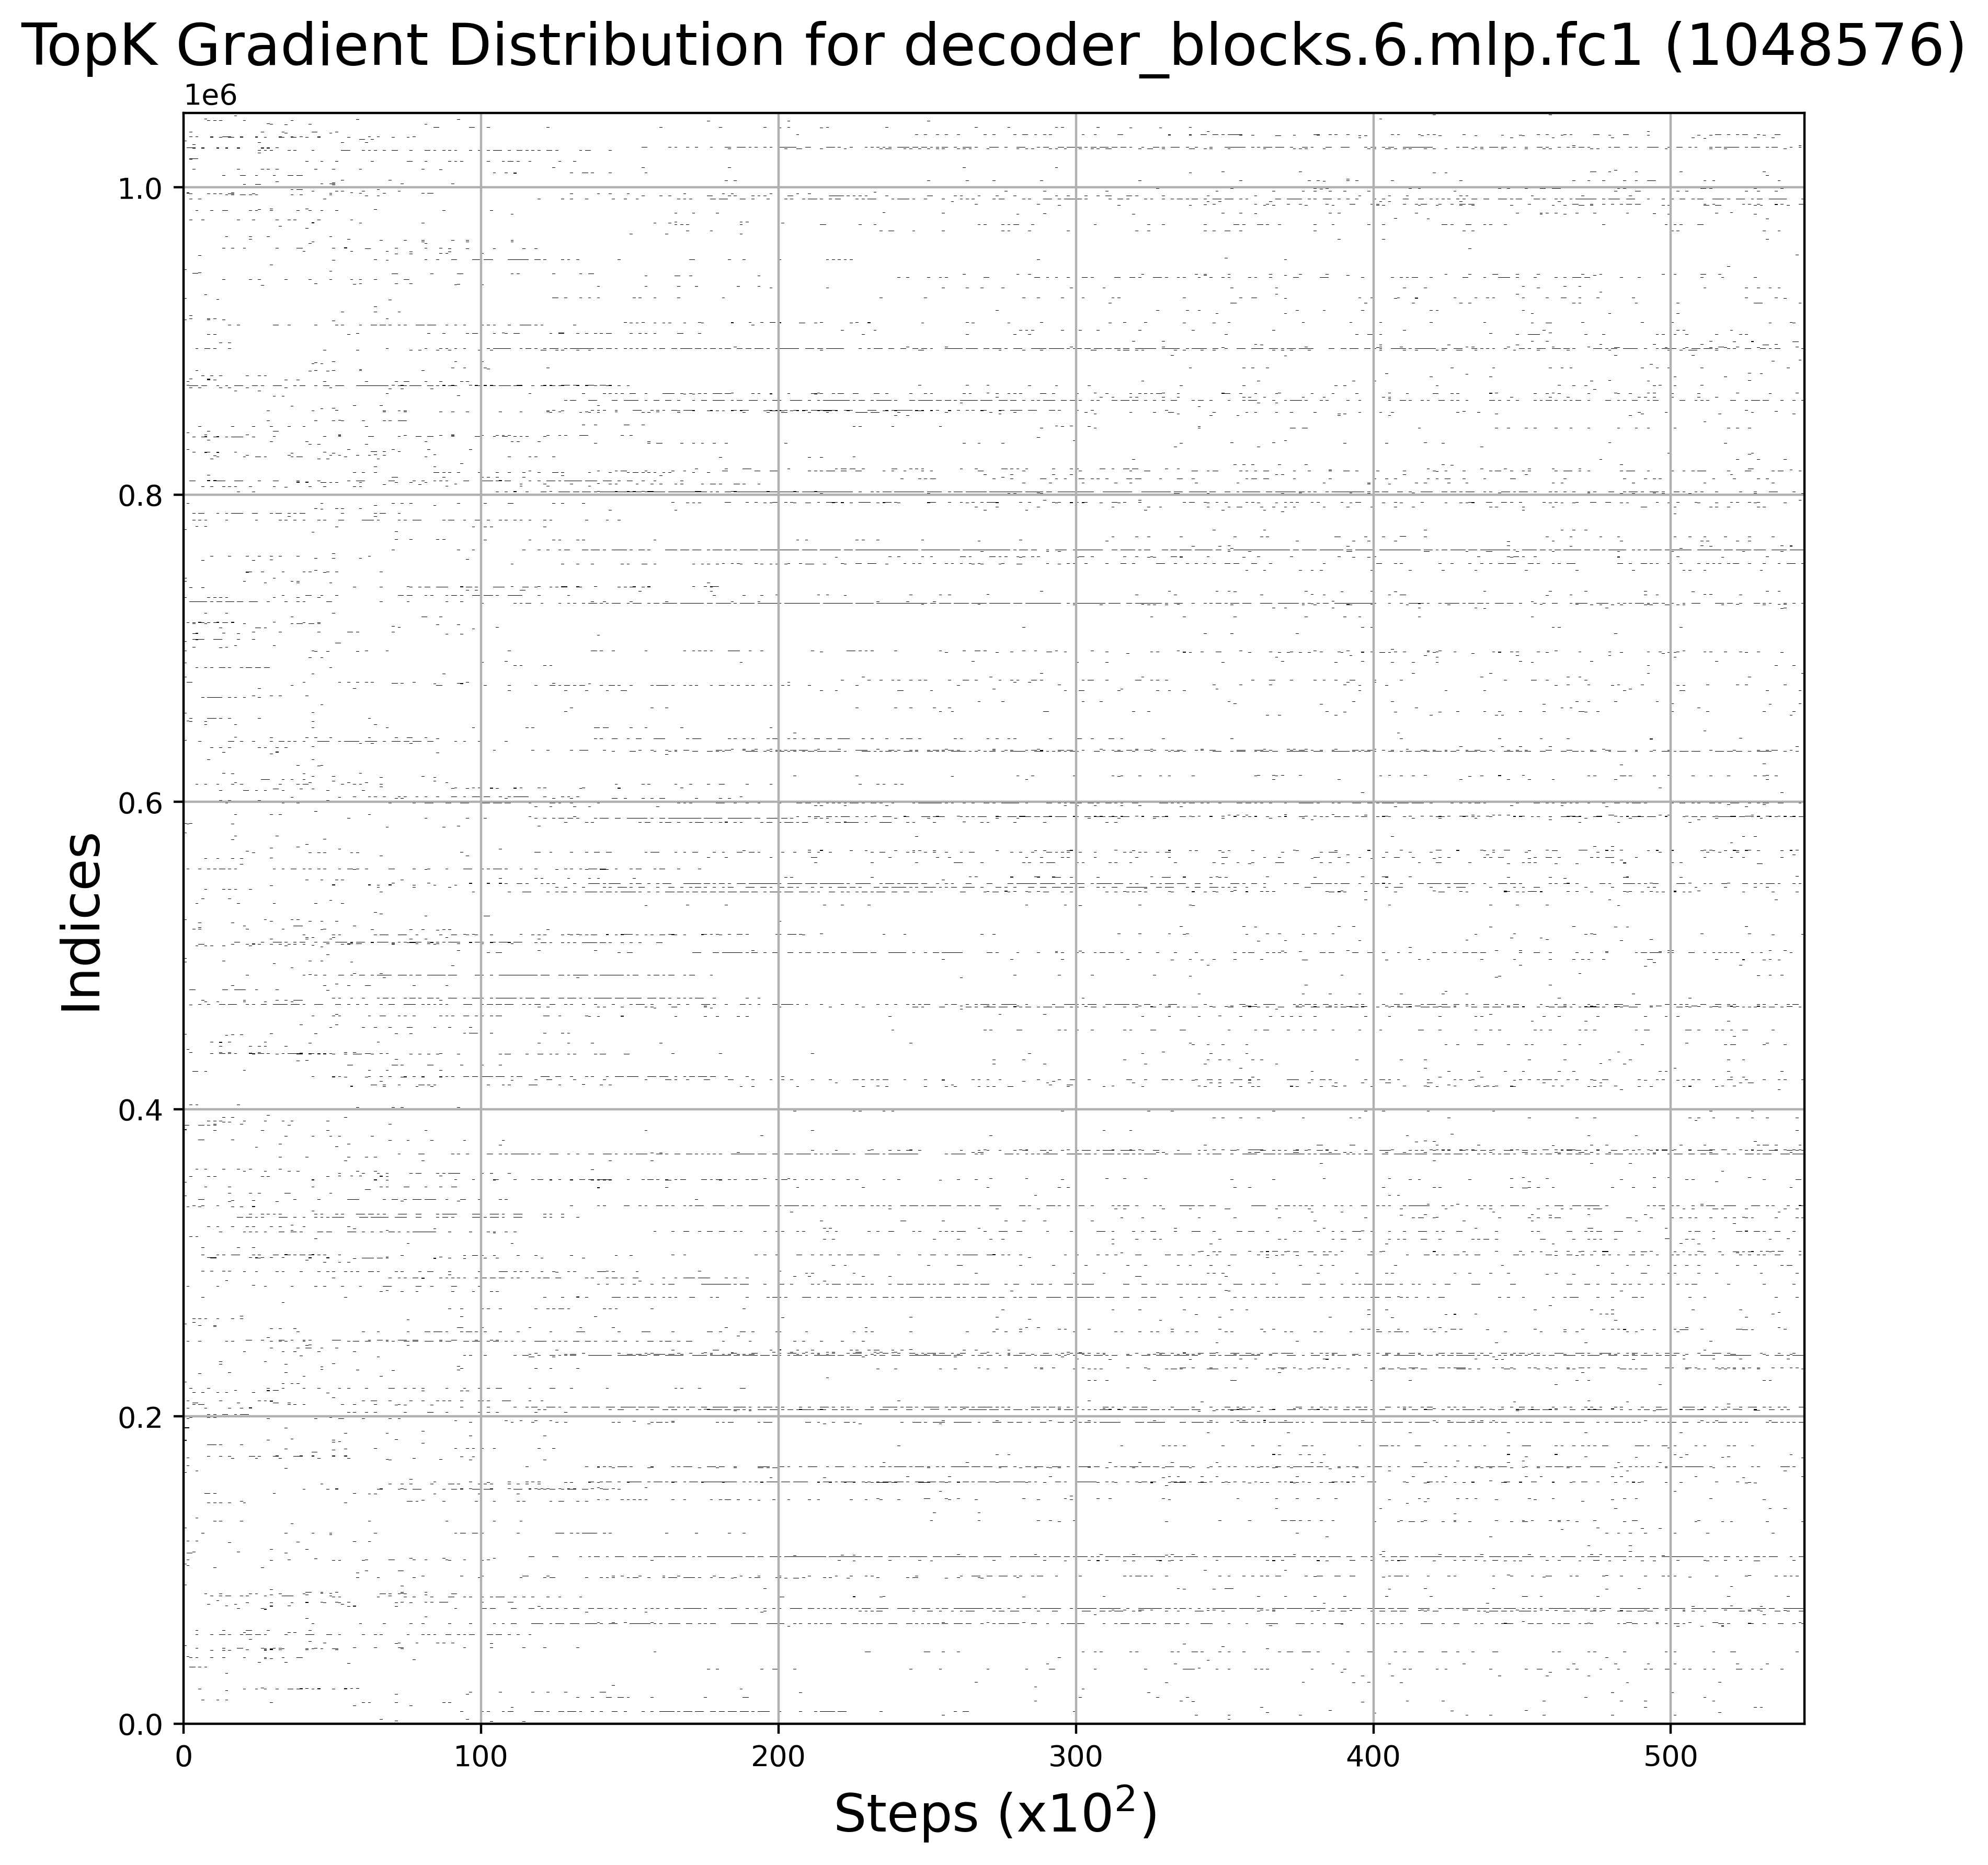 TopK Gradient Distribution for decoder_blocks.6.mlp.fc1 (1048576)
1e6
1.0
0.8
0.6
0.4
0.2
0.0
Indices
0 100 200 300 400 500
Steps (x10²)